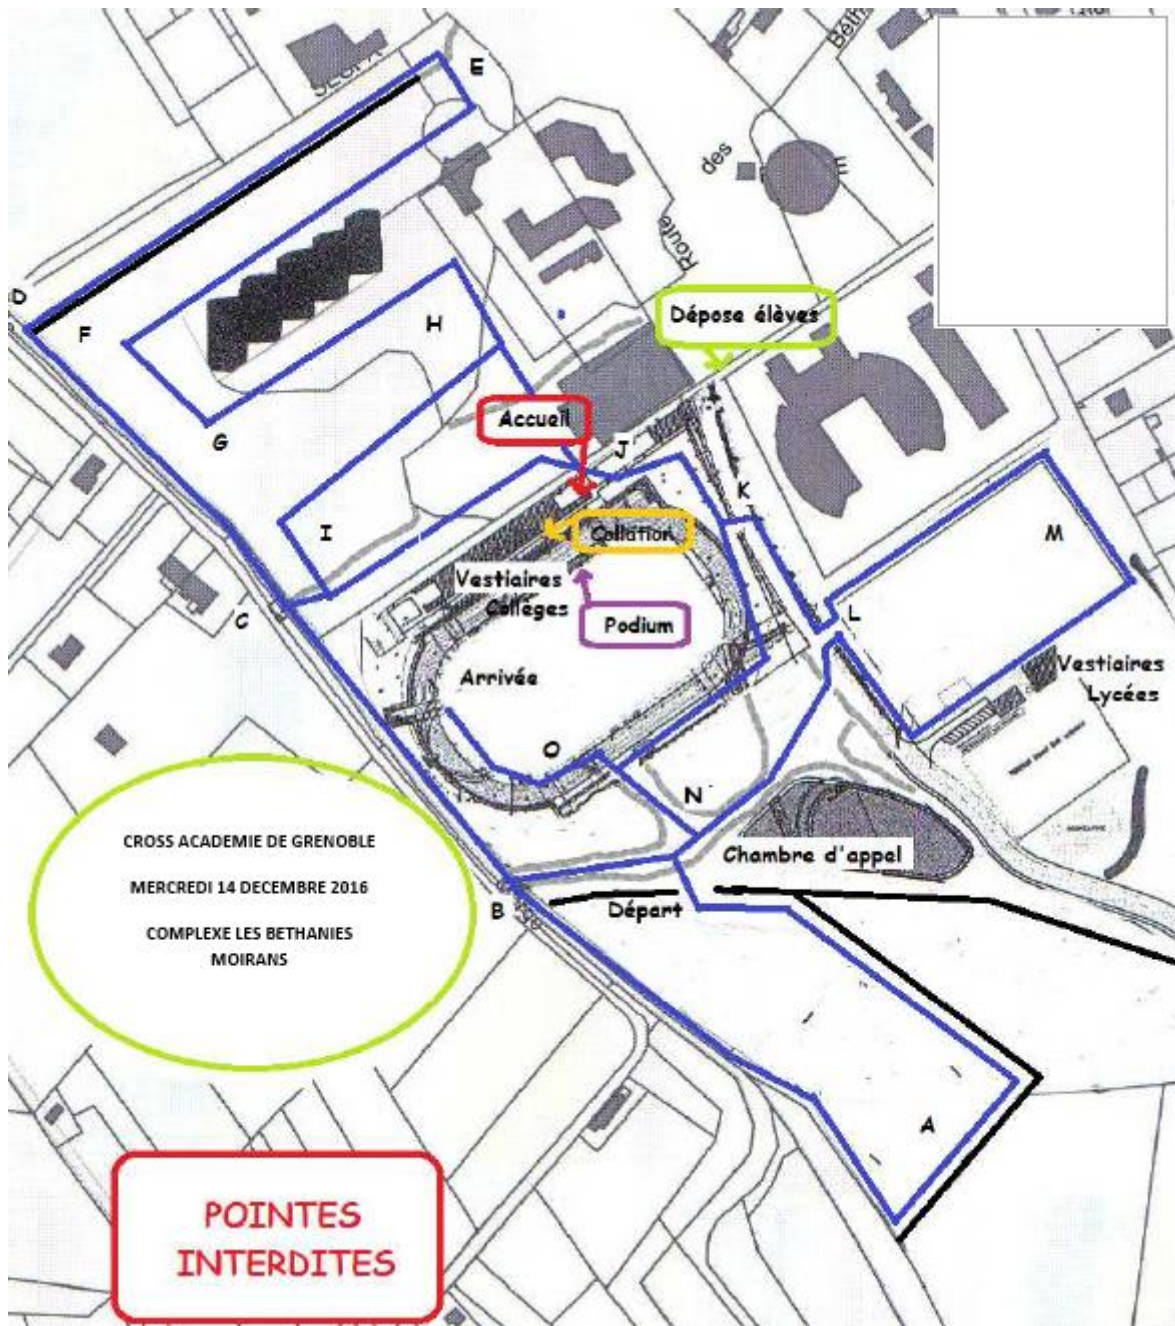 E
des
Route
D
F
H
Dépose élèves
Accueil
G
J
K
I
Collation
M
Vestiaires
Collèges
C
Podium
L
Vestiaires
Lycées
Arrivée
O
N
CROSS ACADEMIE DE GRENOBLE
MERCREDI 14 DECEMBRE 2016
COMPLEXE LES BETHANIES
MOIRANS
Chambre d'appel
B
Départ
A
POINTES
INTERDITES